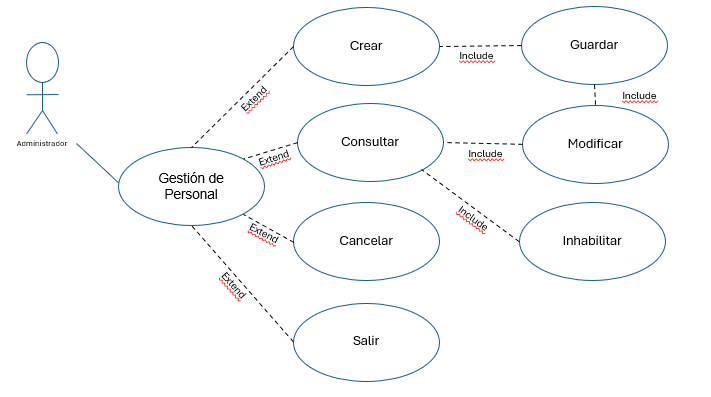 Crear
Guardar
Include
Extend
Include
Administrador
Consultar
Modificar
Extend
Include
Gestión de
Personal
Include
Extend
Cancelar
Inhabilitar
Extend
Salir